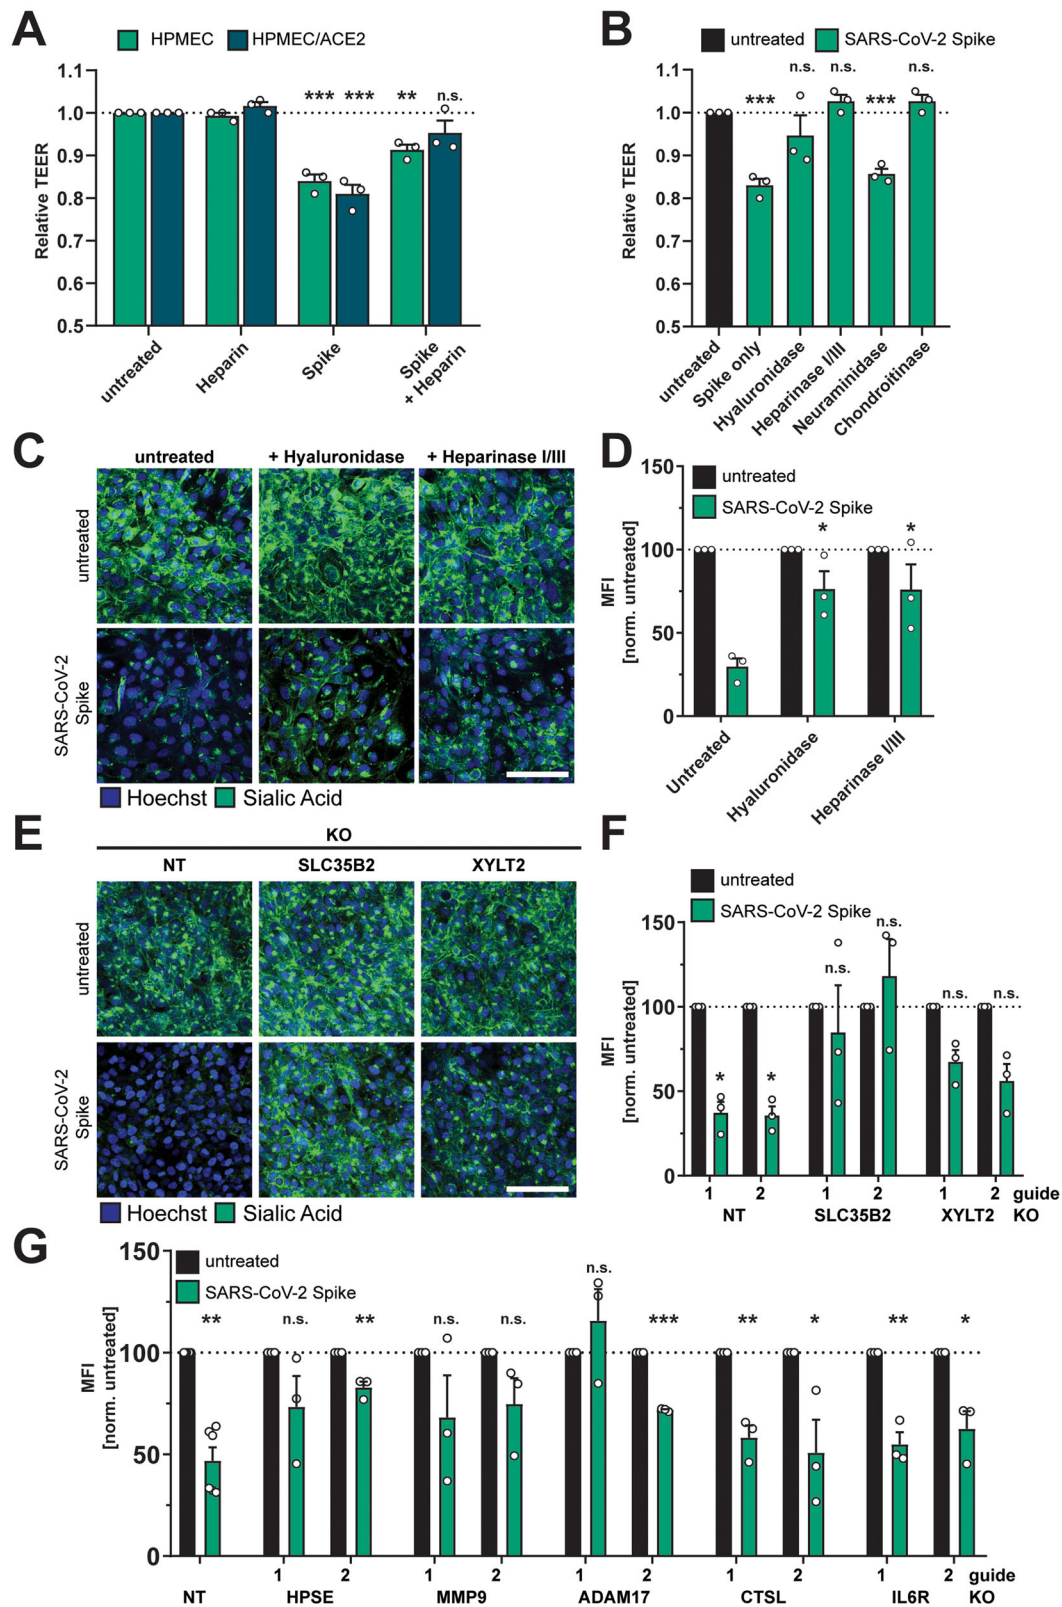 A
HPMEC HPMEC/ACE2
Relative TEER
1.1
1.0
0.9
0.8
0.7
0.6
0.5
*** *** ** n.s.
untreated
Heparin
Spike
Spike
+ Heparin
B
untreated SARS-CoV-2 Spike
Relative TEER
1.1
1.0
0.9
0.8
0.7
0.6
0.5
*** n.s. n.s. *** n.s.
untreated
Spike only
Hyaluronidase
Heparinase I/III
Neuraminidase
Chondroitinase
C
untreated + Hyaluronidase + Heparinase I/III
untreated
SARS-CoV-2
Spike
Hoechst Sialic Acid
D
untreated
SARS-CoV-2 Spike
MFI
[norm. untreated]
150
100
50
0
* *
Untreated
Hyaluronidase
Heparinase I/III
E
KO
NT SLC35B2 XYLT2
untreated
SARS-CoV-2
Spike
Hoechst Sialic Acid
F
untreated
SARS-CoV-2 Spike
MFI
[norm. untreated]
150
100
50
0
* * n.s. n.s. n.s. n.s.
1 2 1 2 1 2 guide
NT SLC35B2 XYLT2 KO
G
untreated
SARS-CoV-2 Spike
MFI
[norm. untreated]
150
100
50
0
** n.s. ** n.s. n.s. n.s. *** ** * ** *
1 2 1 2 1 2 1 2 1 2 guide
NT HPSE MMP9 ADAM17 CTSL IL6R KO